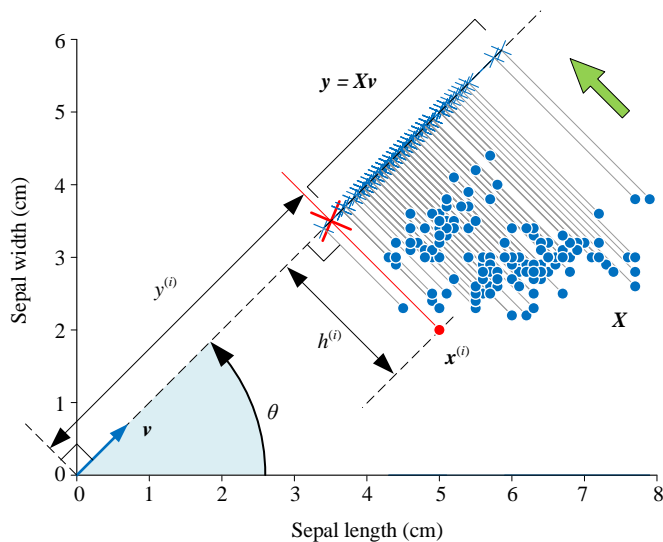 6
5
4
3
2
1
0
Sepal width (cm)
y = Xv
y⁽ⁱ⁾
h⁽ⁱ⁾
x⁽ⁱ⁾
X
θ
v
0 1 2 3 4 5 6 7 8
Sepal length (cm)